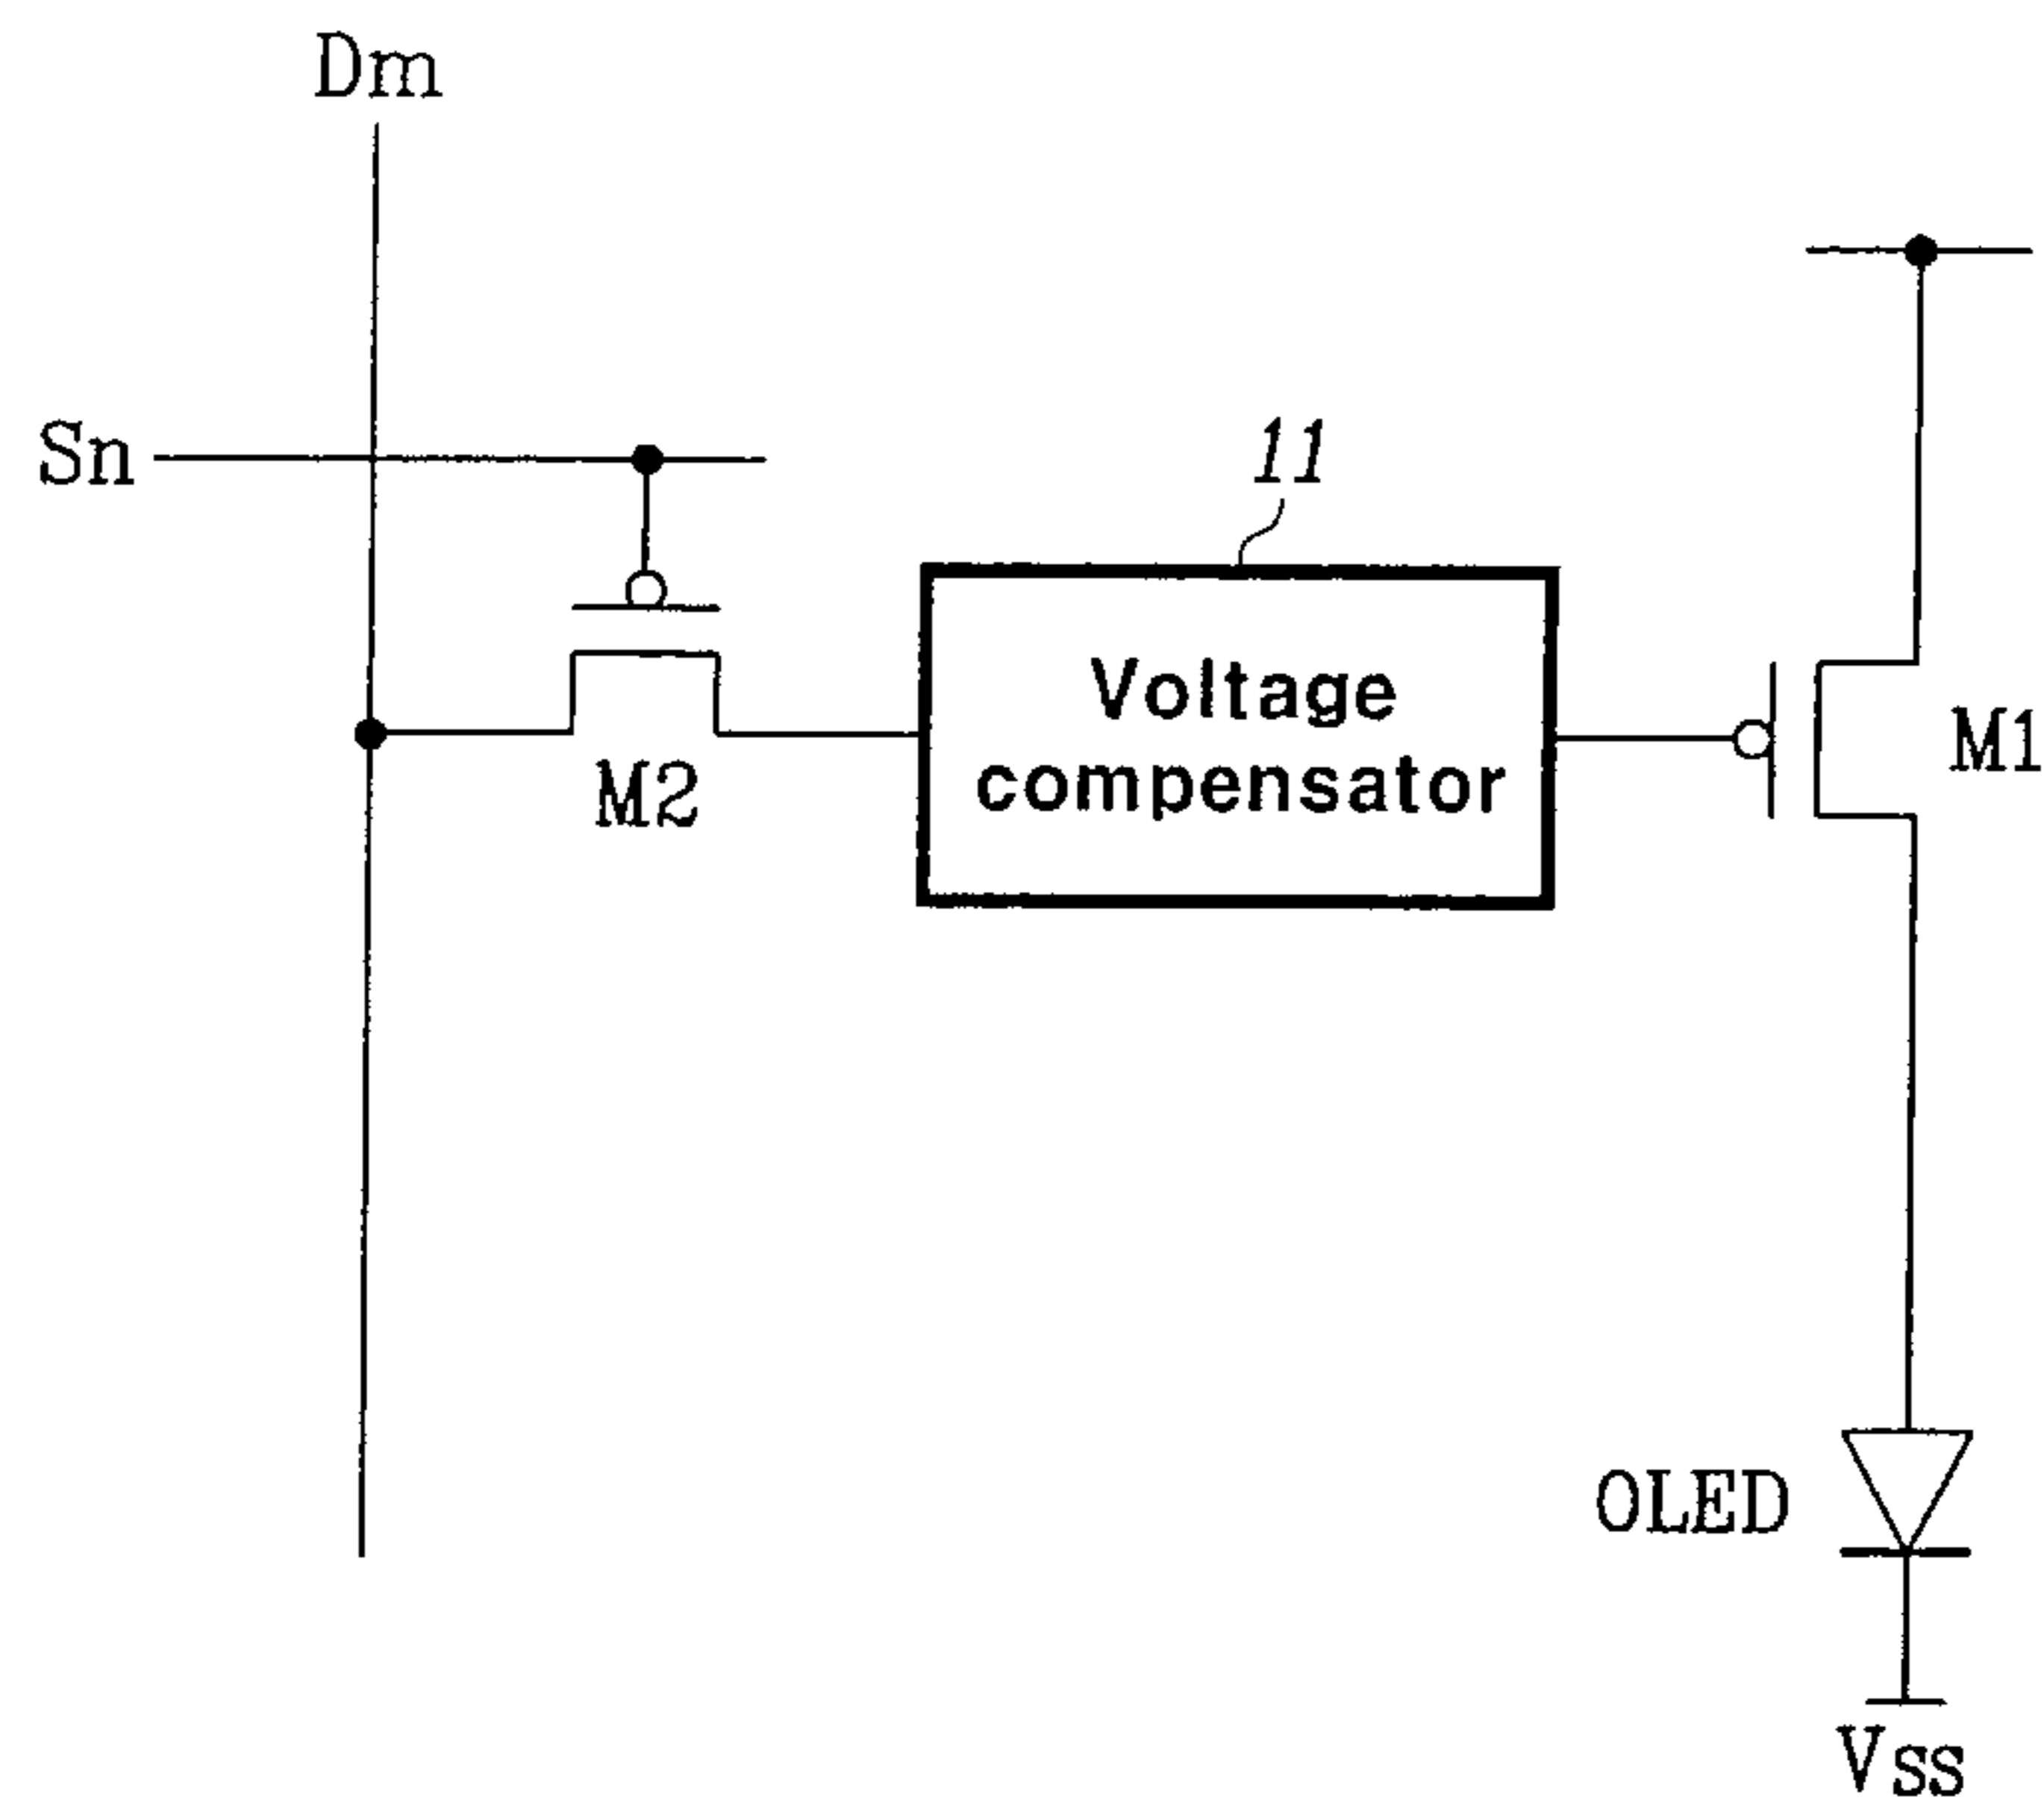 Dm
Sn
11
Voltage
compensator
M1
M2
OLED
VSS